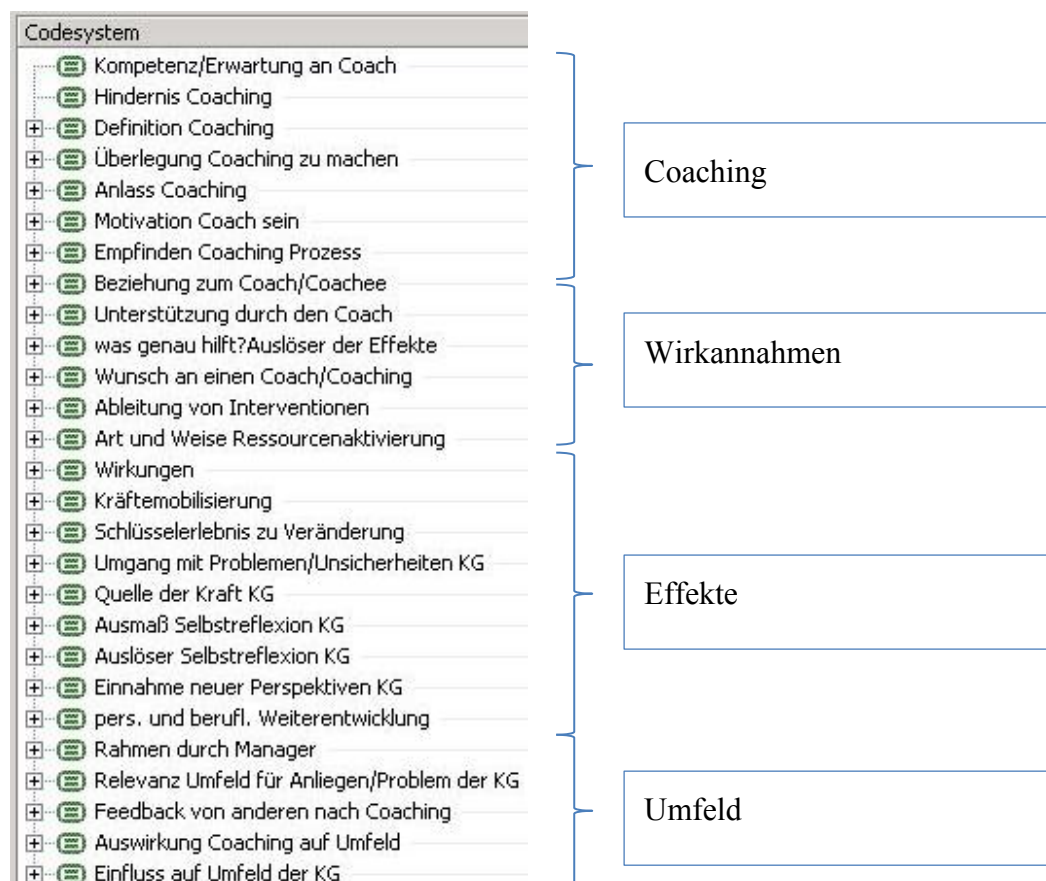 Codesystem
Kompetenz/Erwartung an Coach
Hindernis Coaching
Definition Coaching
Überlegung Coaching zu machen
Anlass Coaching
Motivation Coach sein
Empfinden Coaching Prozess
Beziehung zum Coach/Coachee
Unterstützung durch den Coach
was genau hilft?Auslöser der Effekte
Wunsch an einen Coach/Coaching
Ableitung von Interventionen
Art und Weise Ressourcenaktivierung
Wirkungen
Kräftemobilisierung
Schlüsselerlebnis zu Veränderung
Umgang mit Problemen/Unsicherheiten KG
Quelle der Kraft KG
Ausmaß Selbstreflexion KG
Auslöser Selbstreflexion KG
Einnahme neuer Perspektiven KG
pers. und berufl. Weiterentwicklung
Rahmen durch Manager
Relevanz Umfeld für Anliegen/Problem der KG
Feedback von anderen nach Coaching
Auswirkung Coaching auf Umfeld
Einfluss auf Umfeld der KG
Coaching
Wirkannahmen
Effekte
Umfeld